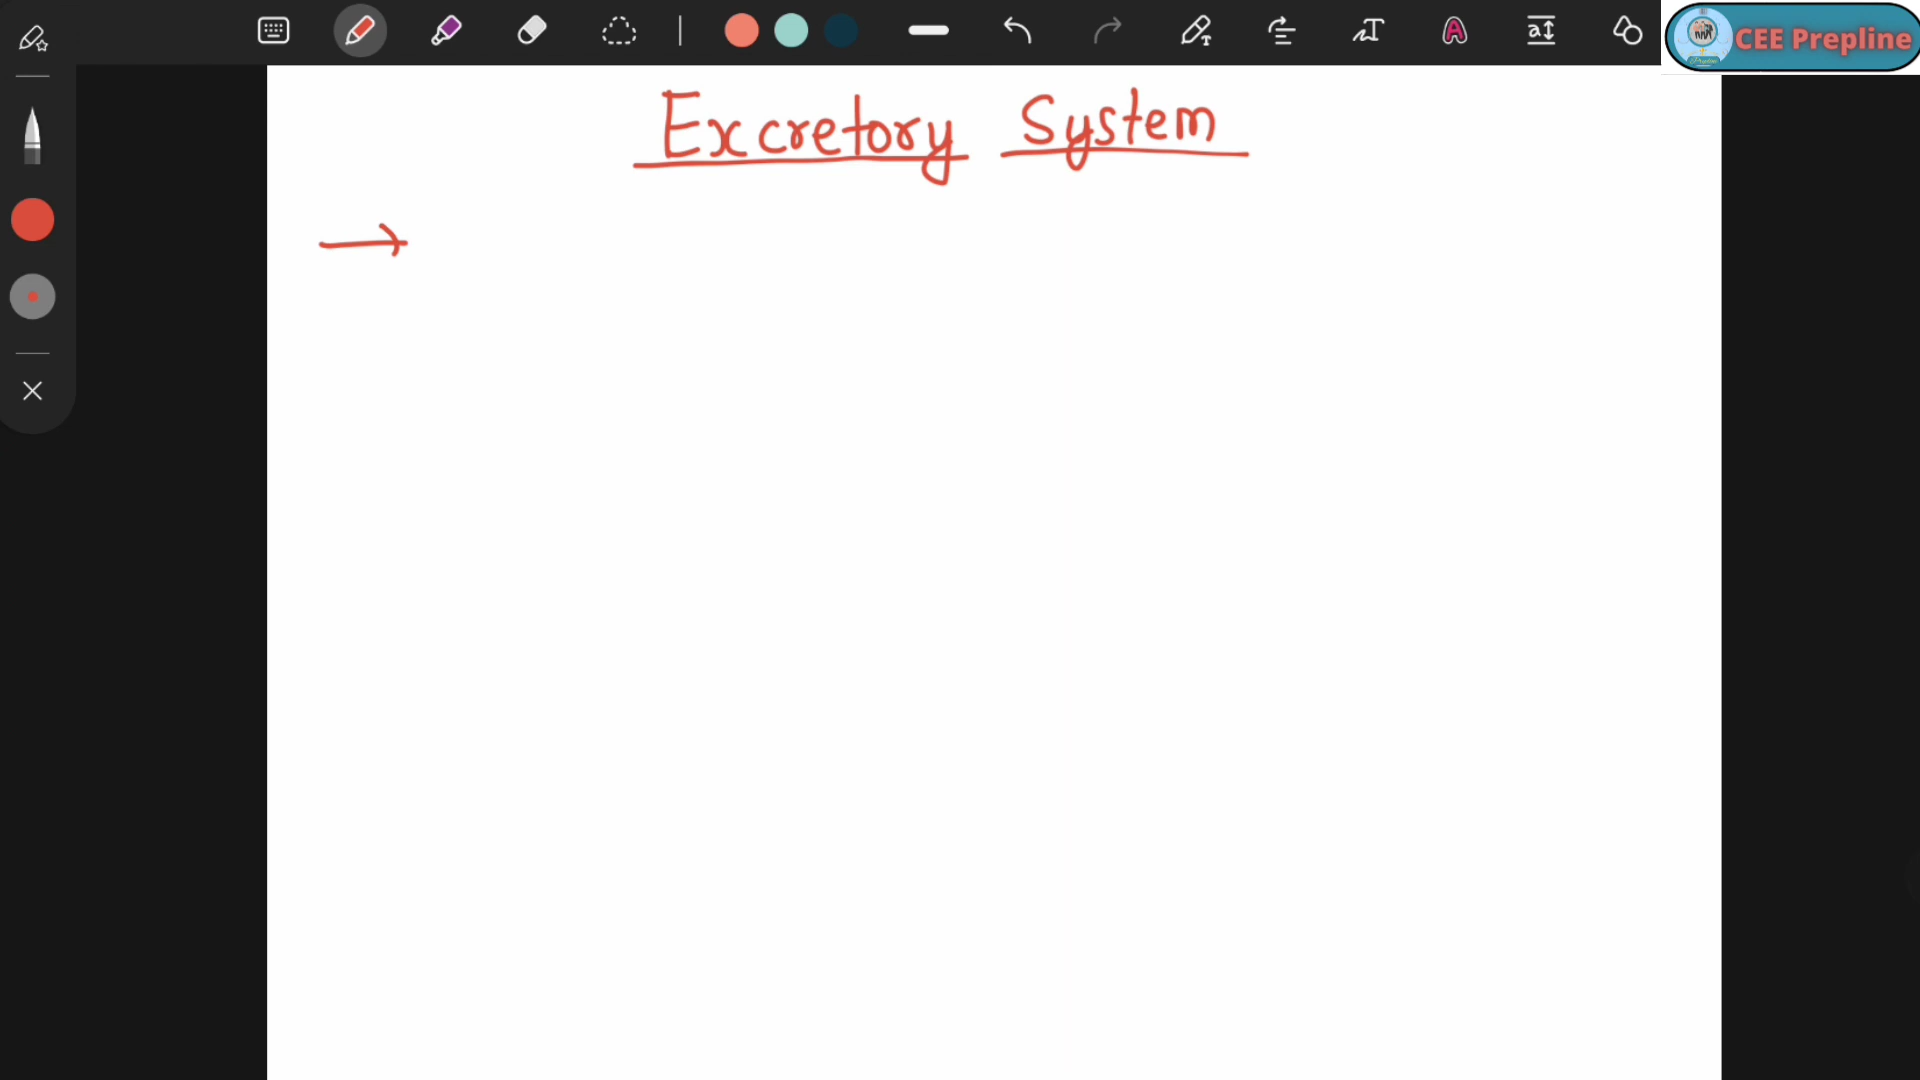 CEE Prepline
Excretory System
→